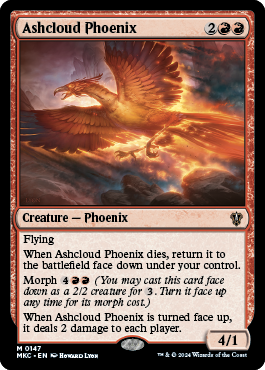 Ashcloud Phoenix 2
Creature — Phoenix
Flying
When Ashcloud Phoenix dies, return it to
the battlefield face down under your control.
Morph 4 (You may cast this card face
down as a 2/2 creature for 3. Turn it face up
any time for its morph cost.)
When Ashcloud Phoenix is turned face up,
it deals 2 damage to each player.
4/1
M 0147
MKC • EN Howard Lyon
™ & © 2024 Wizards of the Coast